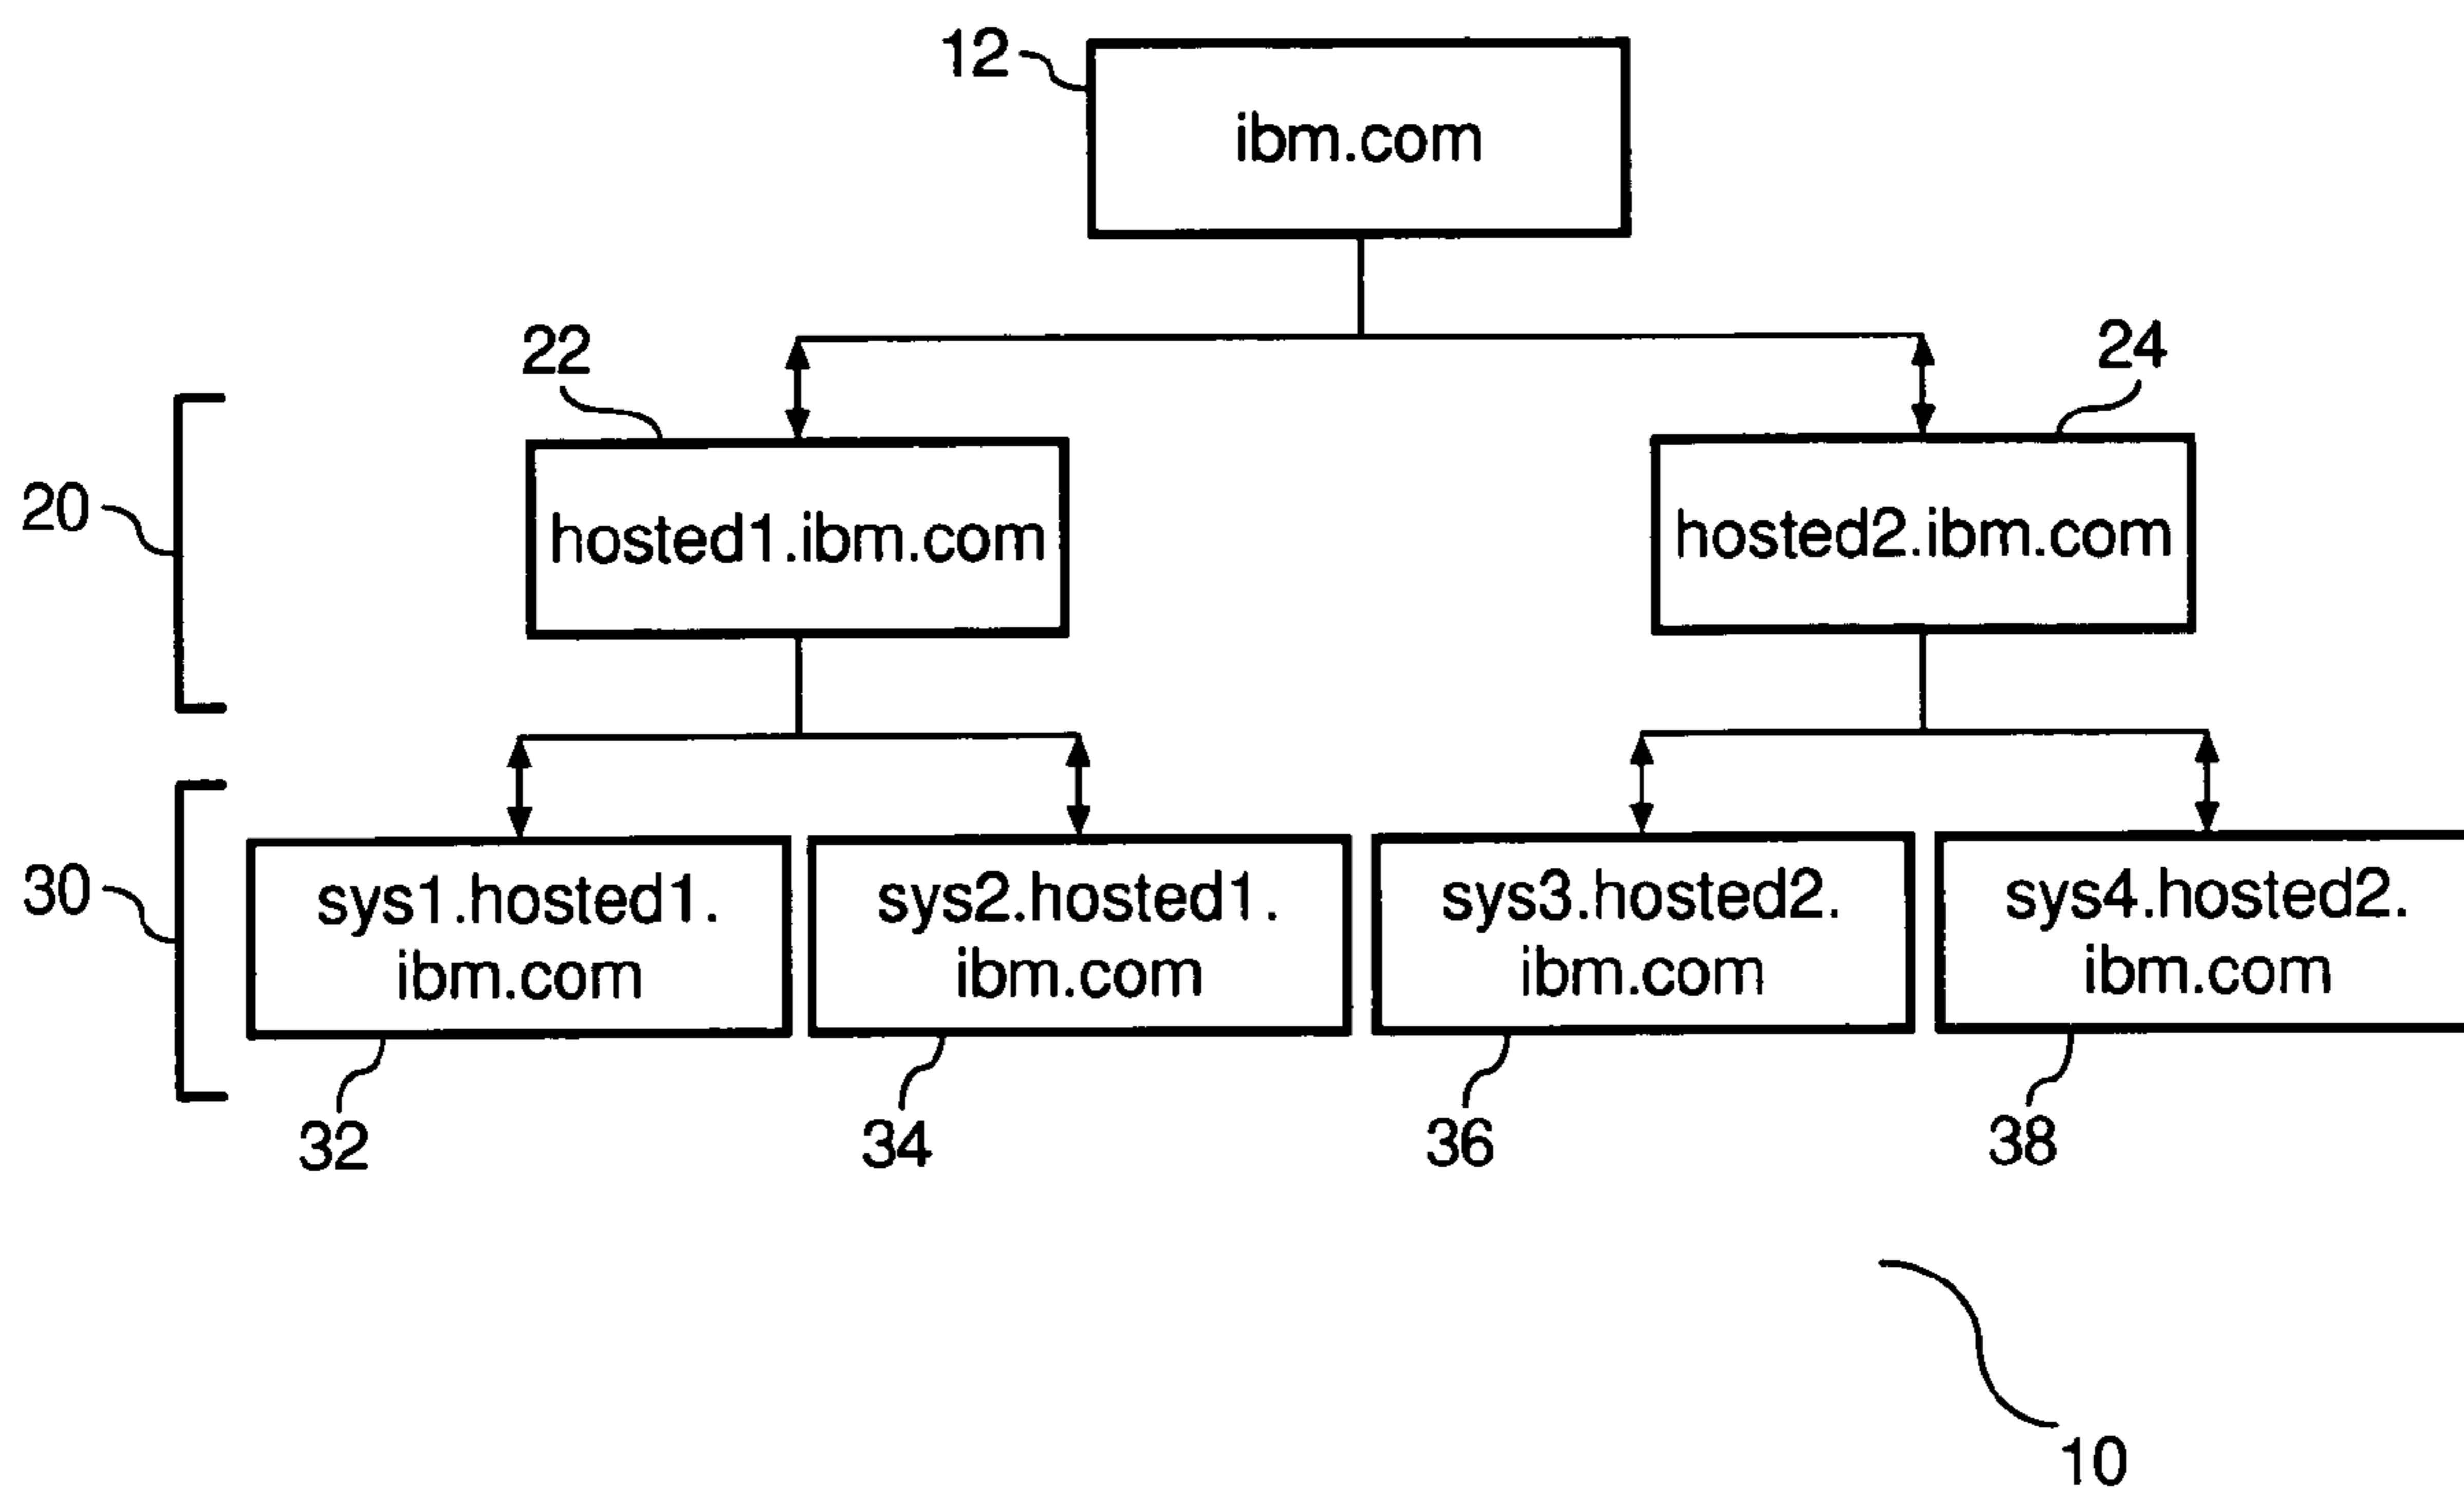 12
ibm.com
22
24
20
hosted1.ibm.com
hosted2.ibm.com
30
sys1.hosted1.
ibm.com
sys2.hosted1.
ibm.com
sys3.hosted2.
ibm.com
sys4.hosted2.
ibm.com
32
34
36
38
10